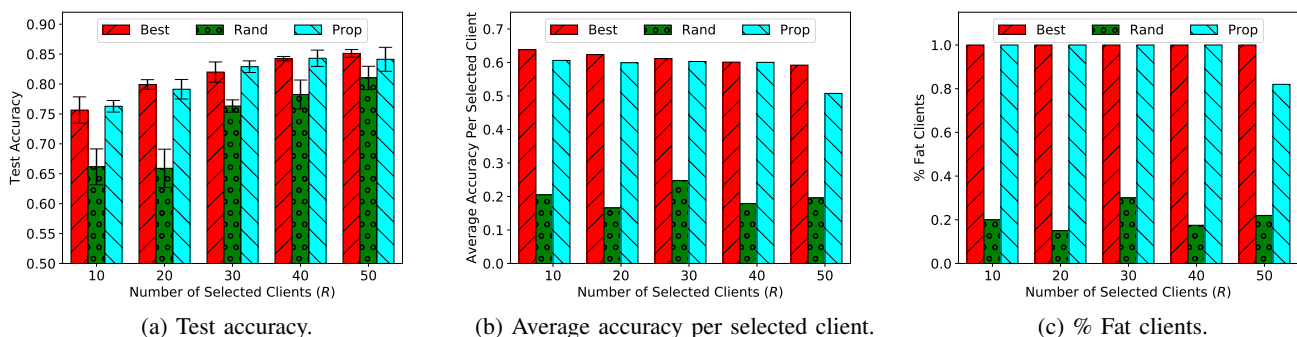 Best Rand Prop
0.90
0.85
0.80
0.75
0.70
0.65
0.60
0.55
0.50
Test Accuracy
10 20 30 40 50
Number of Selected Clients (R)
(a) Test accuracy.
Best Rand Prop
0.7
0.6
0.5
0.4
0.3
0.2
0.1
0.0
Average Accuracy Per Selected Client
10 20 30 40 50
Number of Selected Clients (R)
(b) Average accuracy per selected client.
Best Rand Prop
1.0
0.8
0.6
0.4
0.2
0.0
% Fat Clients
10 20 30 40 50
Number of Selected Clients (R)
(c) % Fat clients.